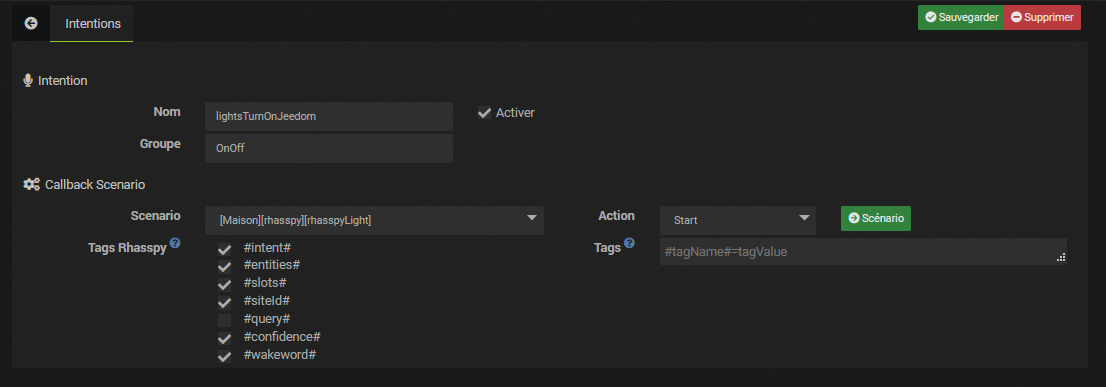 Intentions
Sauvegarder
Supprimer
Intention
Nom
lightsTurnOnJeedom
Activer
Groupe
OnOff
Callback Scenario
Scenario
[Maison][rhasspy][rhasspyLight]
Action
Start
Scénario
Tags Rhasspy ?
#intent#
Tags ?
#tagName#=tagValue
#entities#
#slots#
#siteId#
#query#
#confidence#
#wakeword#